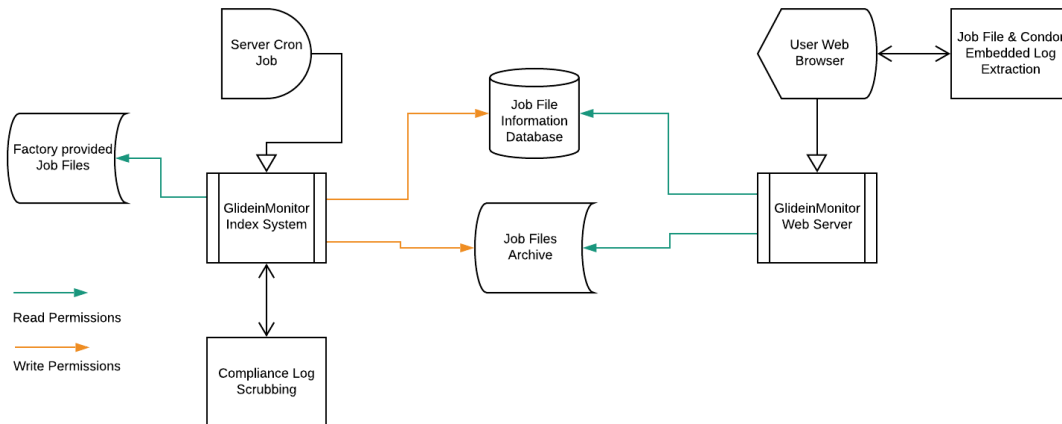 Server Cron
Job
User Web
Browser
Job File & Condor
Embedded Log
Extraction
Job File
Information
Database
Factory provided
Job Files
GlideinMonitor
Index System
GlideinMonitor
Web Server
Job Files
Archive
Read Permissions
Write Permissions
Compliance Log
Scrubbing